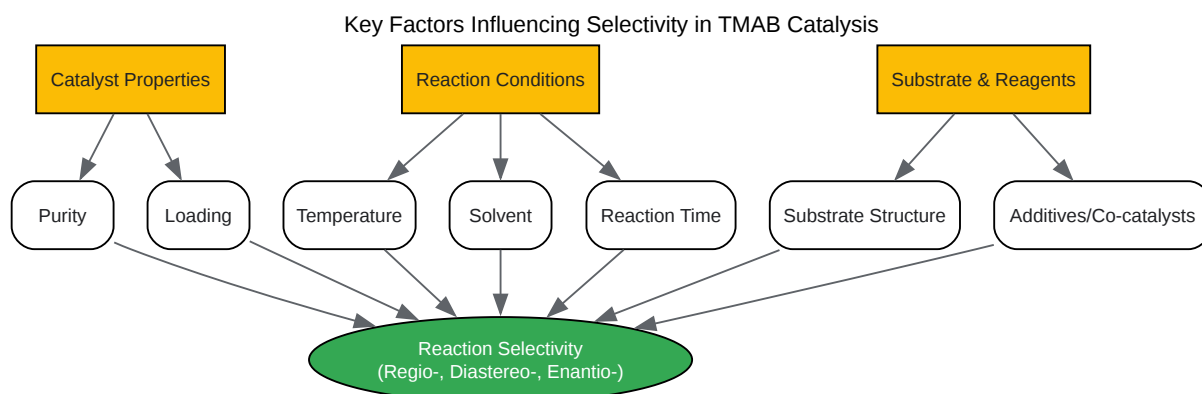 Key Factors Influencing Selectivity in TMAB Catalysis
Catalyst Properties
Reaction Conditions
Substrate & Reagents
Purity
Loading
Temperature
Solvent
Reaction Time
Substrate Structure
Additives/Co-catalysts
Reaction Selectivity
(Regio-, Diastereo-, Enantio-)